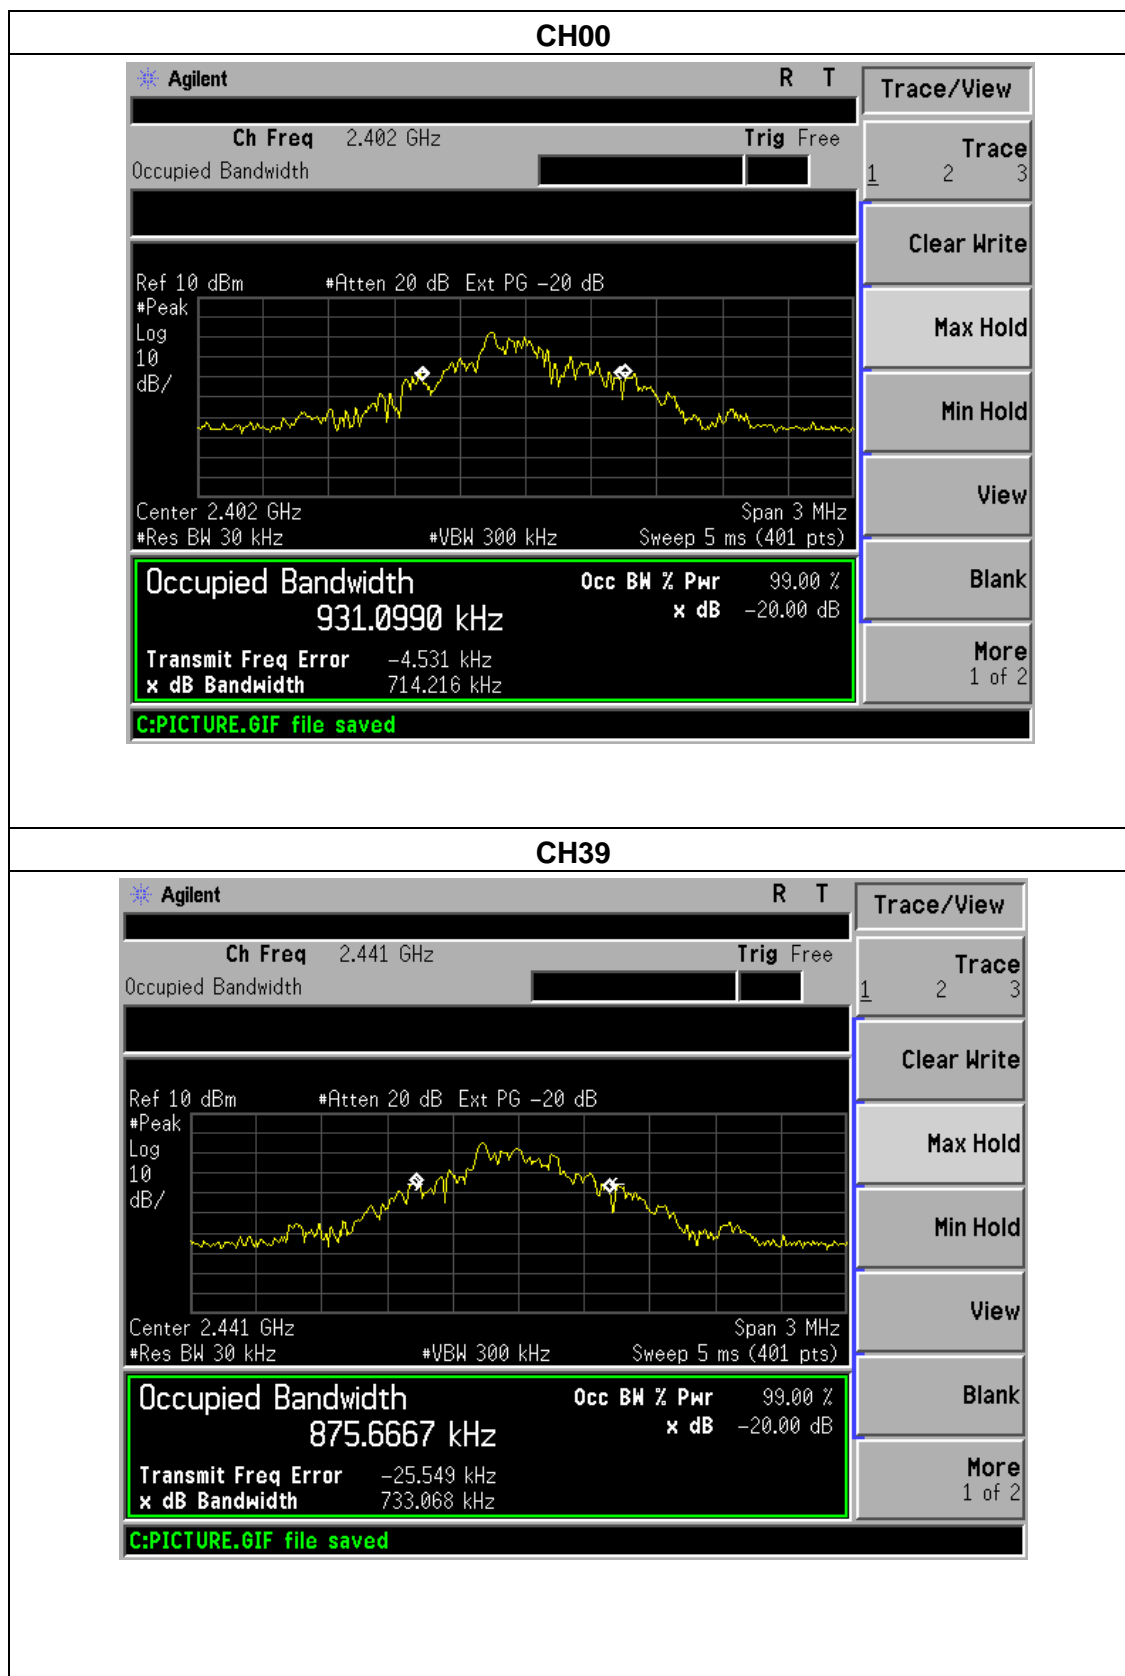 CH00
Agilent R T Trace/View
Ch Freq 2.402 GHz Trig Free
Occupied Bandwidth
Trace
1 2 3
Clear Write
Ref 10 dBm #Atten 20 dB Ext PG -20 dB
#Peak
Log
10
dB/
Max Hold
Min Hold
View
Center 2.402 GHz Span 3 MHz
#Res BW 30 kHz #VBW 300 kHz Sweep 5 ms (401 pts)
Occupied Bandwidth Occ BW % Pwr 99.00 %
931.0990 kHz x dB -20.00 dB
Blank
Transmit Freq Error -4.531 kHz
x dB Bandwidth 714.216 kHz
More
1 of 2
C:PICTURE.GIF file saved
CH39
Agilent R T Trace/View
Ch Freq 2.441 GHz Trig Free
Occupied Bandwidth
Trace
1 2 3
Clear Write
Ref 10 dBm #Atten 20 dB Ext PG -20 dB
#Peak
Log
10
dB/
Max Hold
Min Hold
View
Center 2.441 GHz Span 3 MHz
#Res BW 30 kHz #VBW 300 kHz Sweep 5 ms (401 pts)
Occupied Bandwidth Occ BW % Pwr 99.00 %
875.6667 kHz x dB -20.00 dB
Blank
Transmit Freq Error -25.549 kHz
x dB Bandwidth 733.068 kHz
More
1 of 2
C:PICTURE.GIF file saved